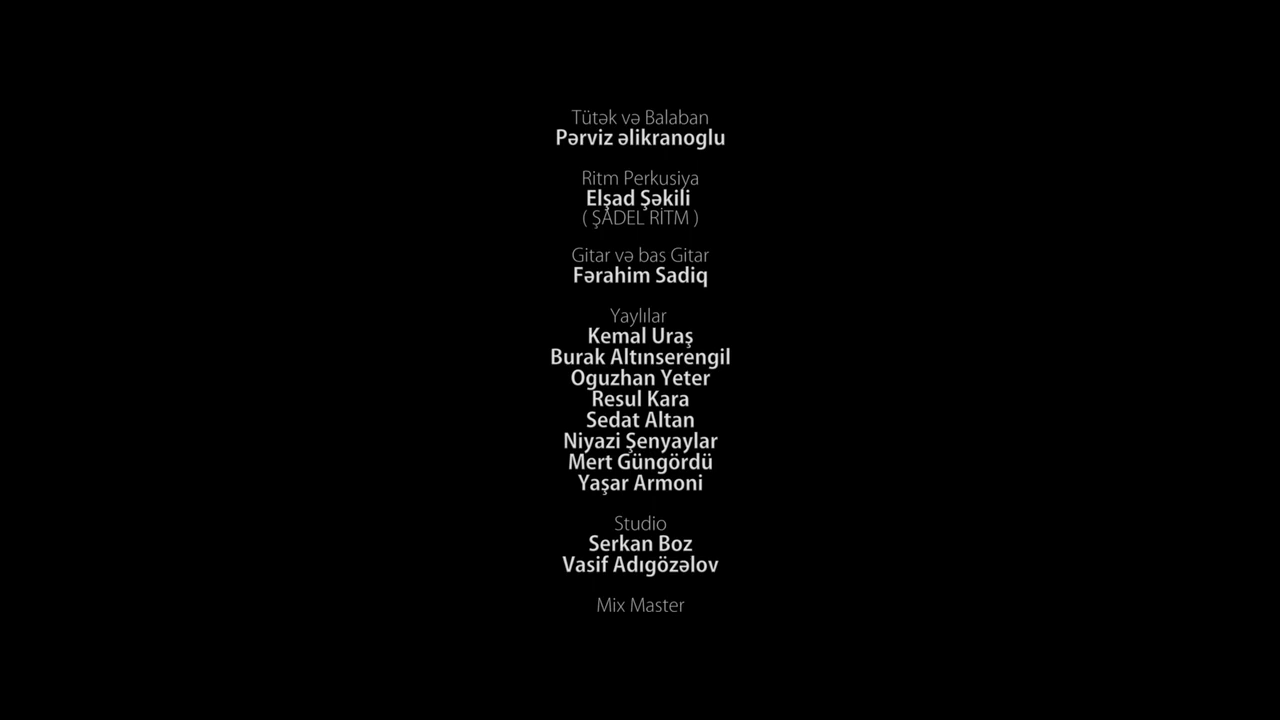 Tütək və Balaban
Pərviz əlikranoglu
Ritm Perkusiya
Elşad Şəkili
( ŞADEL RİTM )
Gitar və bas Gitar
Fərahim Sadiq
Yaylılar
Kemal Uraş
Burak Altınserengil
Oguzhan Yeter
Resul Kara
Sedat Altan
Niyazi Şenyaylar
Mert Güngördü
Yaşar Armoni
Studio
Serkan Boz
Vasif Adıgözəlov
Mix Master